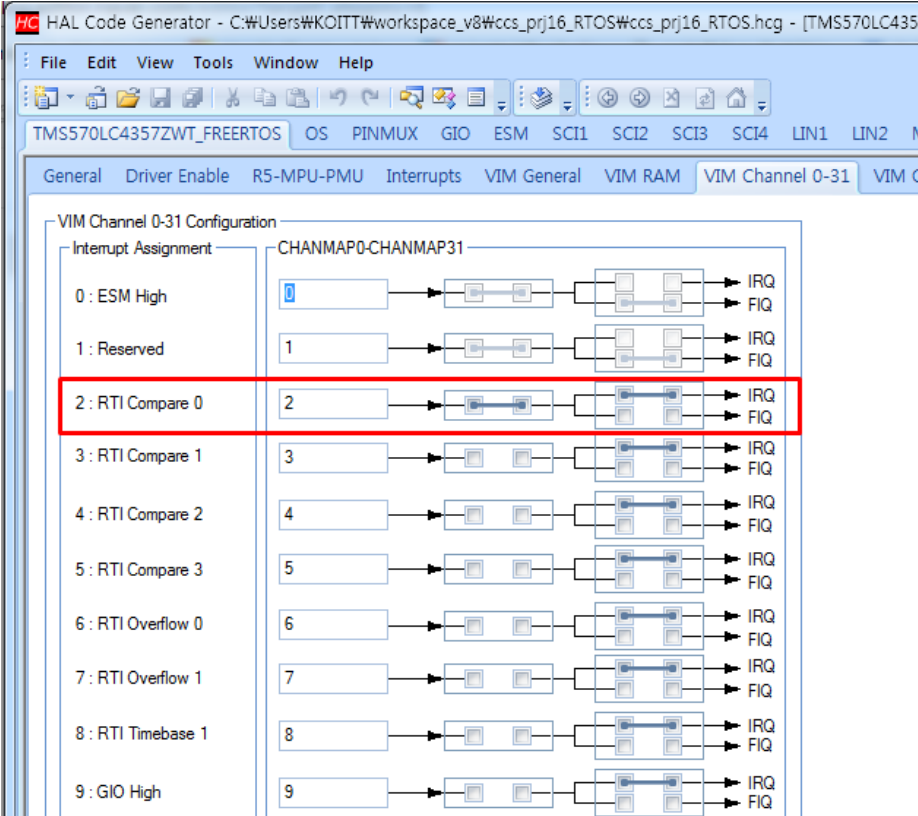 HC HAL Code Generator - C:₩Users₩KOITT₩workspace_v8₩ccs_prj16_RTOS₩ccs_prj16_RTOS.hcg - [TMS570LC435
File Edit View Tools Window Help
TMS570LC4357ZWT_FREERTOS OS PINMUX GIO ESM SCI1 SCI2 SCI3 SCI4 LIN1 LIN2
General Driver Enable R5-MPU-PMU Interrupts VIM General VIM RAM VIM Channel 0-31 VIM
VIM Channel 0-31 Configuration
Interrupt Assignment CHANMAP0-CHANMAP31
0 : ESM High 0 IRQ
FIQ
1 : Reserved 1 IRQ
FIQ
2 : RTI Compare 0 2 IRQ
FIQ
3 : RTI Compare 1 3 IRQ
FIQ
4 : RTI Compare 2 4 IRQ
FIQ
5 : RTI Compare 3 5 IRQ
FIQ
6 : RTI Overflow 0 6 IRQ
FIQ
7 : RTI Overflow 1 7 IRQ
FIQ
8 : RTI Timebase 1 8 IRQ
FIQ
9 : GIO High 9 IRQ
FIQ